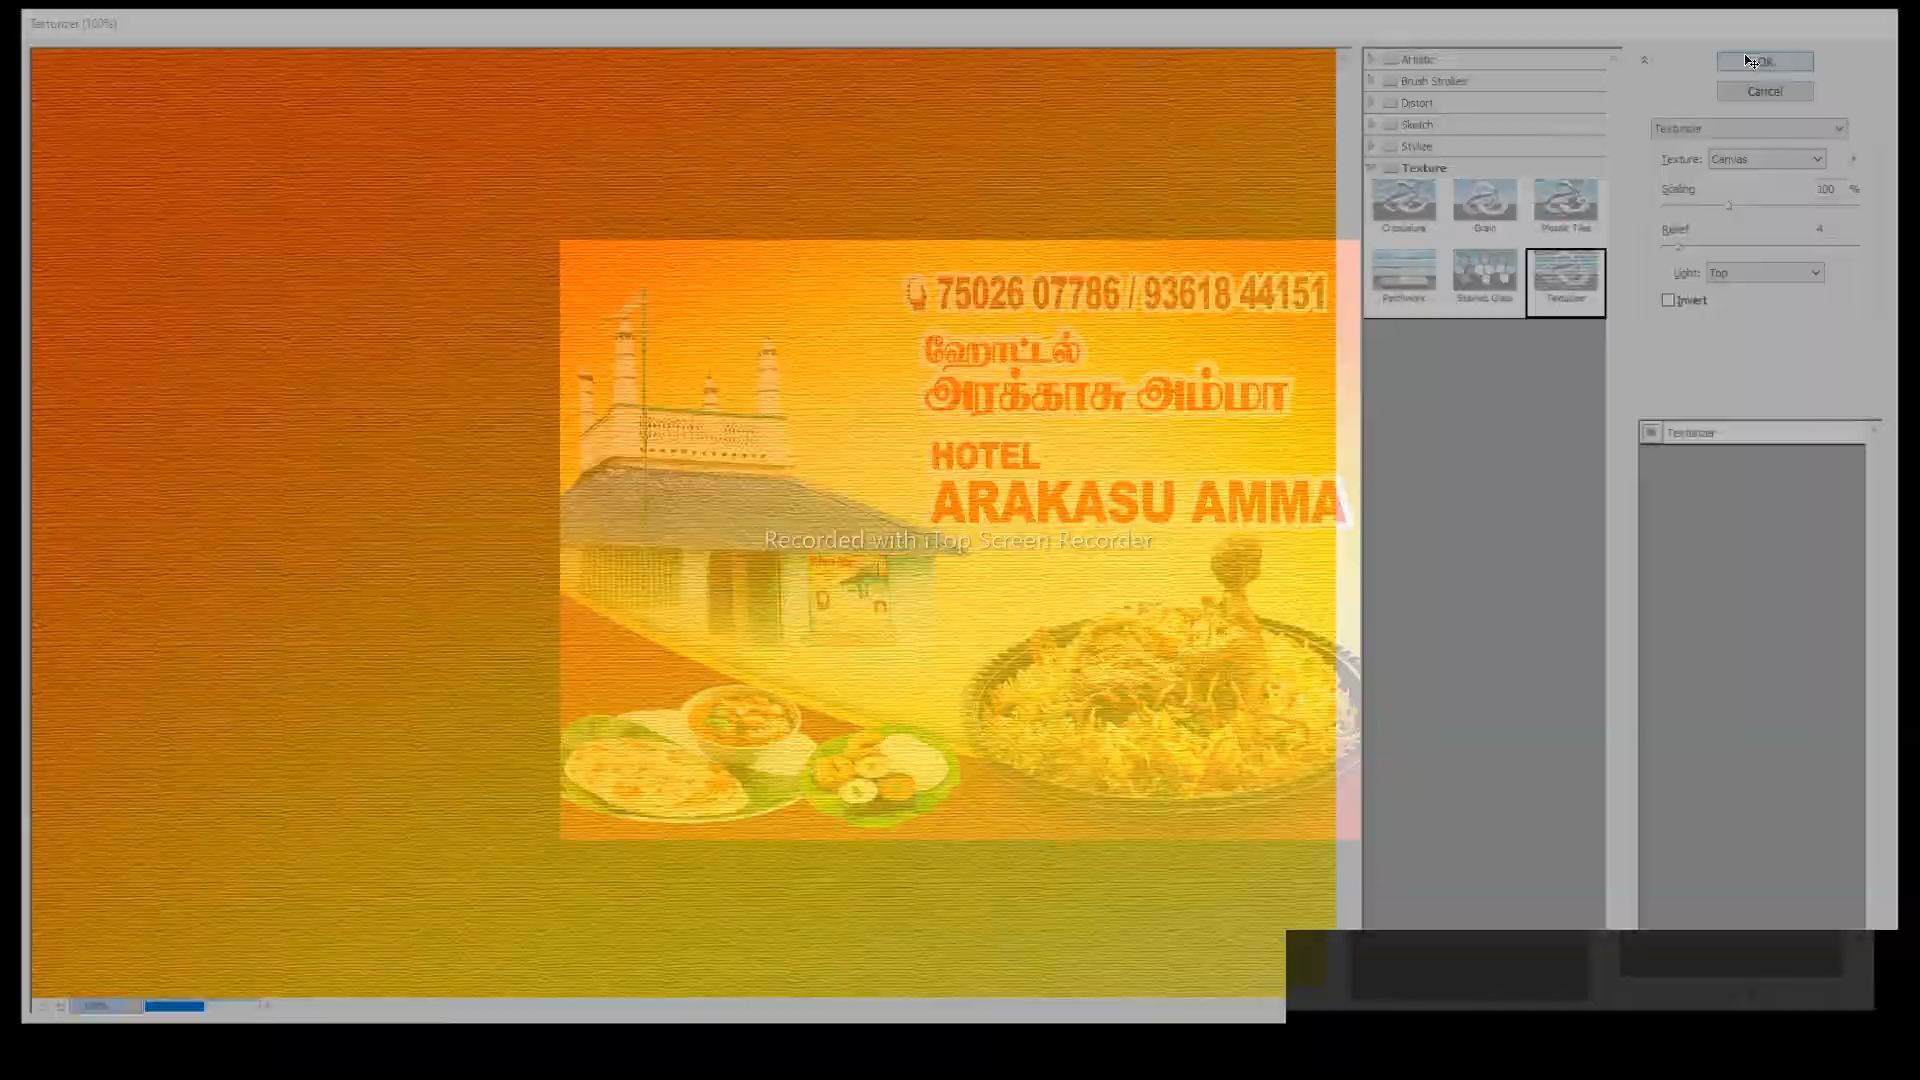 Texturizer (100%)
Artistic
Brush Strokes
Distort
Sketch
Stylize
Texture
Craquelure
Grain
Mosaic Tiles
Patchwork
Stained Glass
Texturizer
OK
Cancel
Texturizer
Texture: Canvas
Scaling 100 %
Relief 4
Light: Top
Invert
Texturizer
75026 07786 / 93618 44151
ஹோட்டல்
அரக்காசு அம்மா
HOTEL
ARAKASU AMMA
Recorded with iTop Screen Recorder